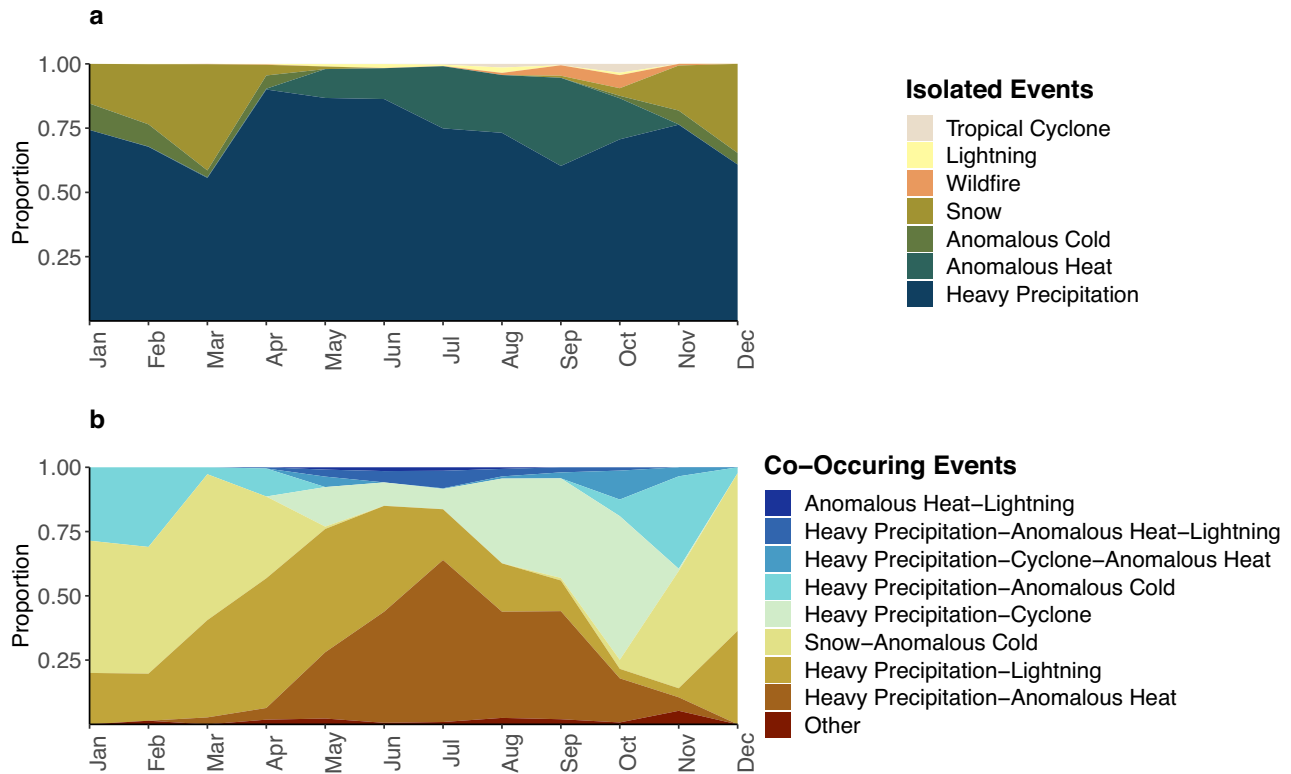 a
1.00
0.75
0.50
0.25
Proportion
Jan
Feb
Mar
Apr
May
Jun
Jul
Aug
Sep
Oct
Nov
Dec
Isolated Events
Tropical Cyclone
Lightning
Wildfire
Snow
Anomalous Cold
Anomalous Heat
Heavy Precipitation
b
1.00
0.75
0.50
0.25
Proportion
Jan
Feb
Mar
Apr
May
Jun
Jul
Aug
Sep
Oct
Nov
Dec
Co−Occuring Events
Anomalous Heat−Lightning
Heavy Precipitation−Anomalous Heat−Lightning
Heavy Precipitation−Cyclone−Anomalous Heat
Heavy Precipitation−Anomalous Cold
Heavy Precipitation−Cyclone
Snow−Anomalous Cold
Heavy Precipitation−Lightning
Heavy Precipitation−Anomalous Heat
Other